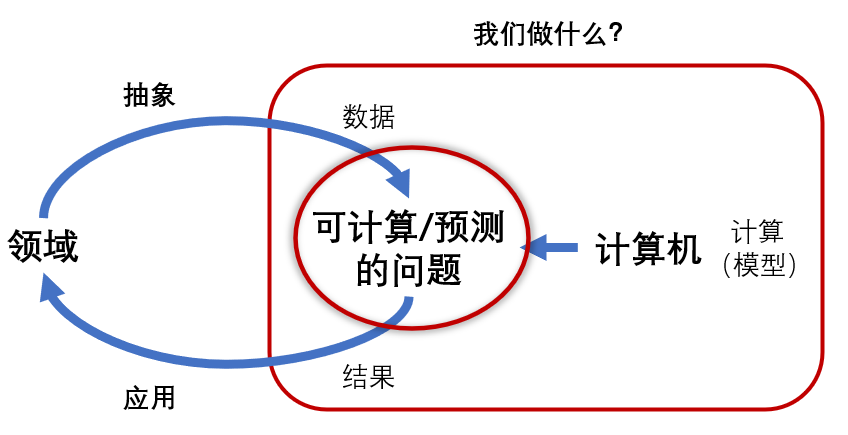 我们做什么?
抽象
数据
可计算/预测
的问题
领域
计算机
计算
（模型）
结果
应用